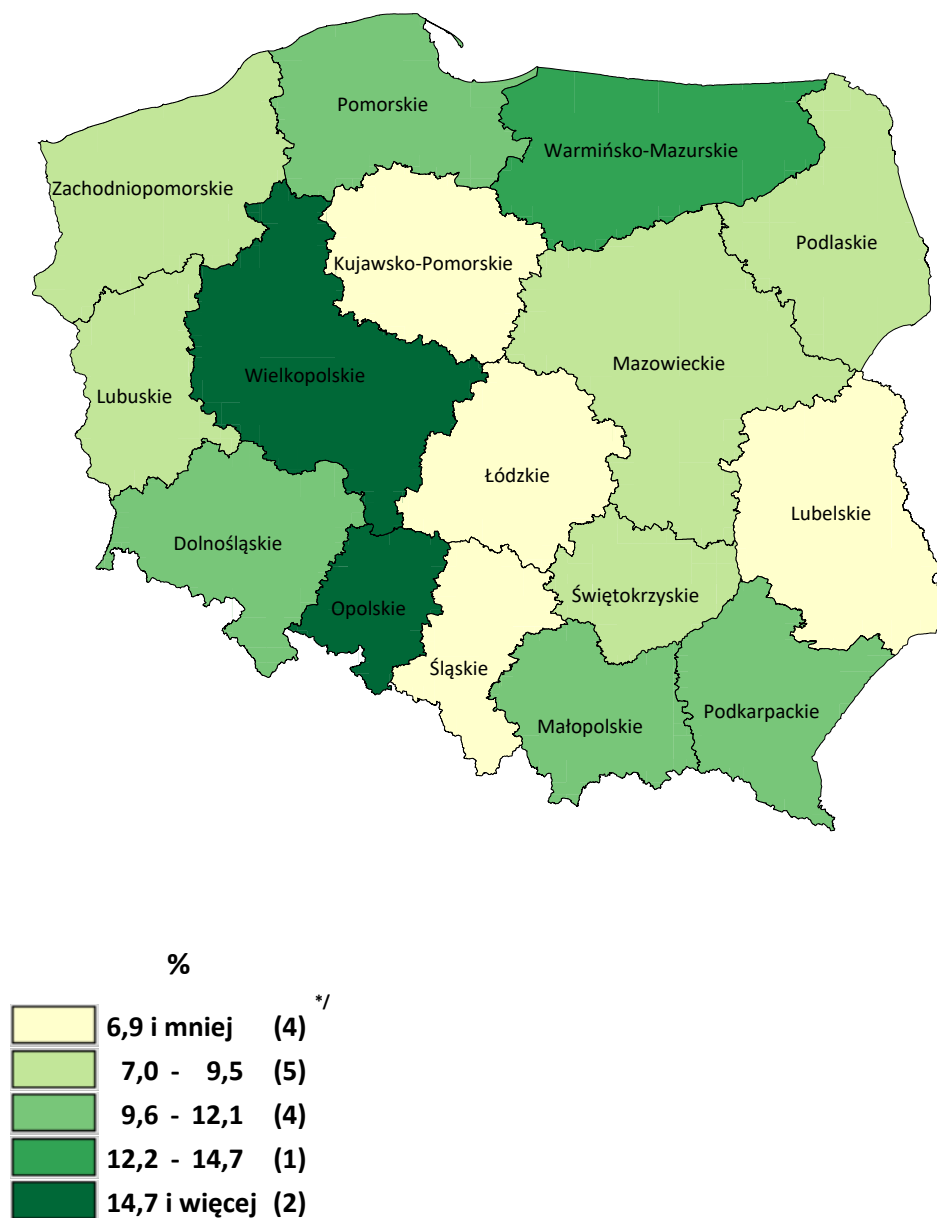 Pomorskie
Warmińsko-Mazurskie
Zachodniopomorskie
Podlaskie
Kujawsko-Pomorskie
Mazowieckie
Wielkopolskie
Lubuskie
Łódzkie
Lubelskie
Dolnośląskie
Opolskie
Świętokrzyskie
Śląskie
Podkarpackie
Małopolskie
%
6,9 i mniej (4) */
7,0 - 9,5 (5)
9,6 - 12,1 (4)
12,2 - 14,7 (1)
14,7 i więcej (2)